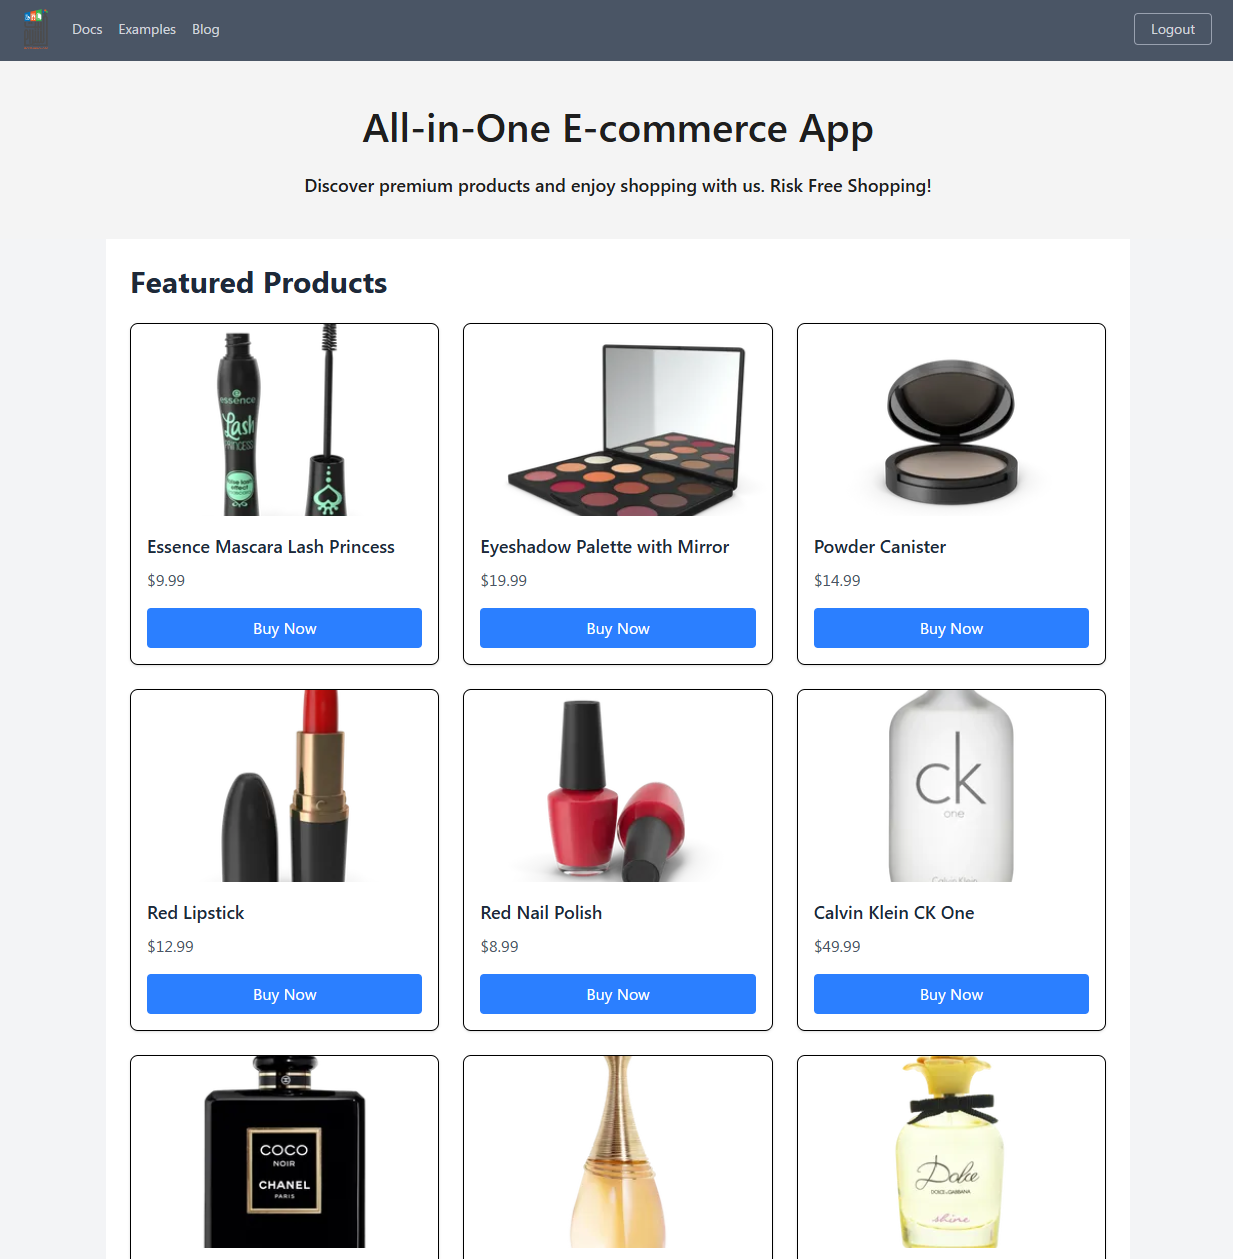 Docs Examples Blog Logout
All-in-One E-commerce App
Discover premium products and enjoy shopping with us. Risk Free Shopping!
Featured Products
essence
Lash
PRINCESS
false lash
effect
Essence Mascara Lash Princess
$9.99
Buy Now
Eyeshadow Palette with Mirror
$19.99
Buy Now
Powder Canister
$14.99
Buy Now
Red Lipstick
$12.99
Buy Now
Red Nail Polish
$8.99
Buy Now
ck
one
Calvin Klein
Calvin Klein CK One
$49.99
Buy Now
COCO
NOIR
CHANEL
PARIS
Dolce
DOLCE & GABBANA
shine